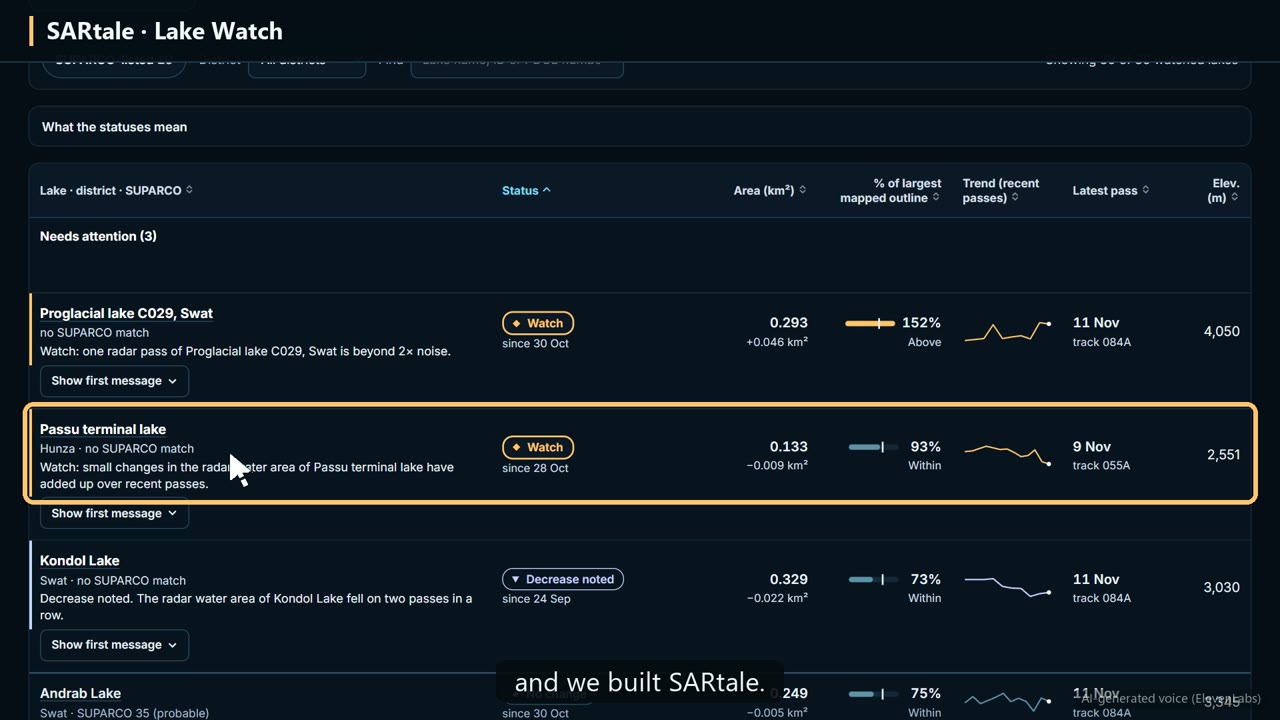 SARtale · Lake Watch
What the statuses mean
Lake · district · SUPARCO
Status
Area (km²)
% of largest
mapped outline
Trend (recent
passes)
Latest pass
Elev.
(m)
Needs attention (3)
Proglacial lake C029, Swat
no SUPARCO match
Watch: one radar pass of Proglacial lake C029, Swat is beyond 2× noise.
Show first message
Watch
since 30 Oct
0.293
+0.046 km²
152%
Above
11 Nov
track 084A
4,050
Passu terminal lake
Hunza · no SUPARCO match
Watch: small changes in the radar water area of Passu terminal lake have
added up over recent passes.
Show first message
Watch
since 28 Oct
0.133
−0.009 km²
93%
Within
9 Nov
track 055A
2,551
Kondol Lake
Swat · no SUPARCO match
Decrease noted. The radar water area of Kondol Lake fell on two passes in a
row.
Show first message
Decrease noted
since 24 Sep
0.329
−0.022 km²
73%
Within
11 Nov
track 084A
3,030
and we built SARtale.
Andrab Lake
Swat · SUPARCO 35 (probable)
since 30 Oct
0.249
−0.005 km²
75%
Within
11 Nov
track 084A
3,345
AI-generated voice (ElevenLabs)